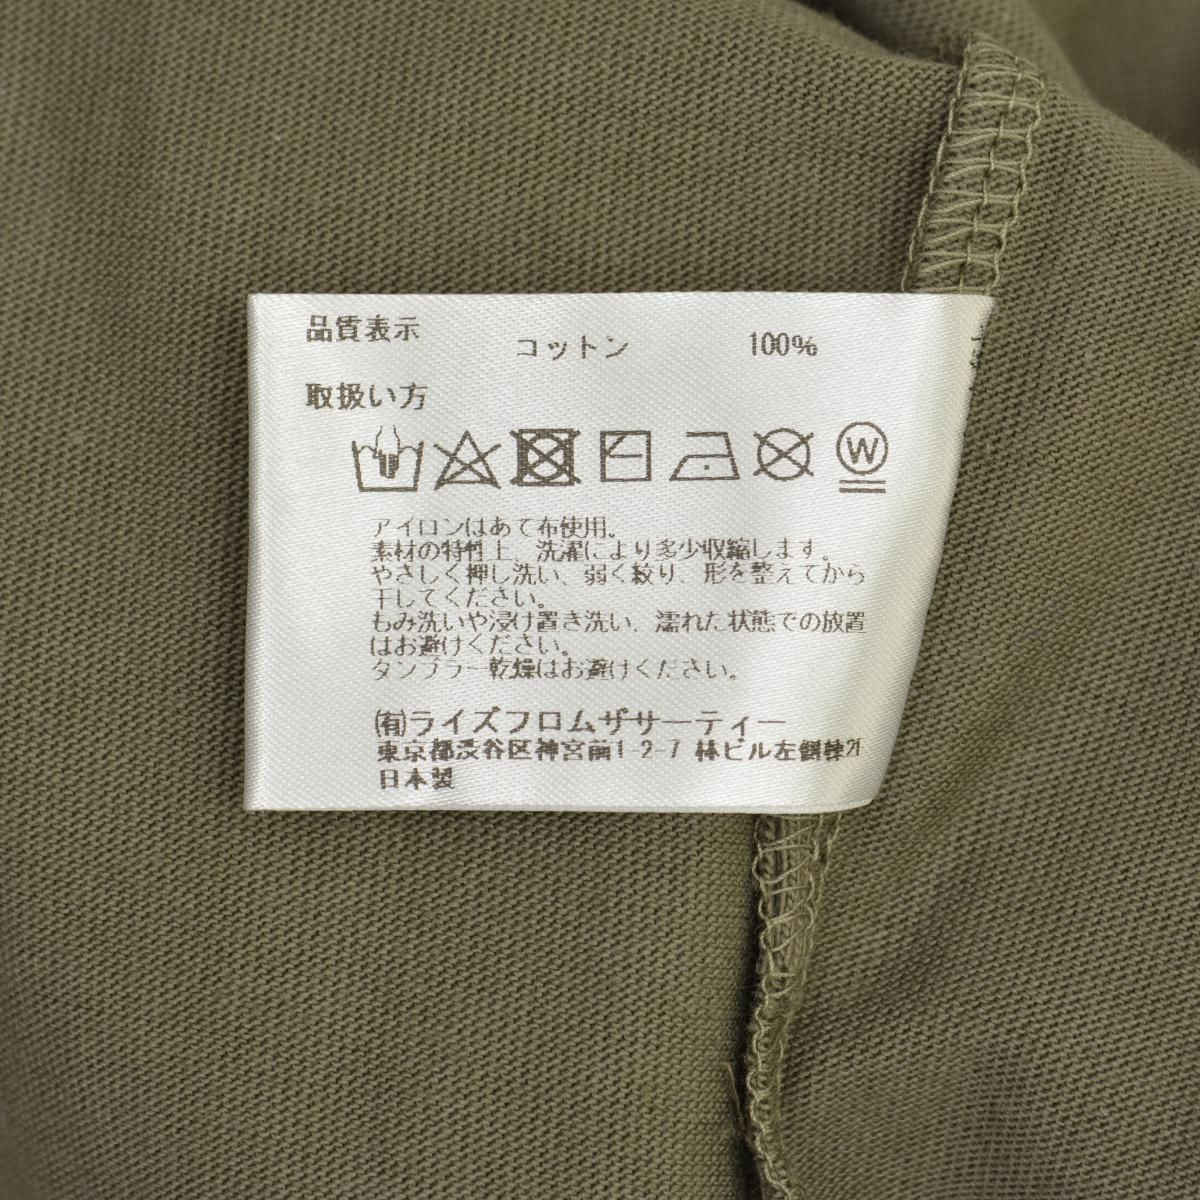 品質表示
コットン 100%
取扱い方
W
アイロンはあて布使用。
素材の特性上、洗濯により多少収縮します。
やさしく押し洗い、弱く絞り、形を整えてから
干してください。
もみ洗いや浸け置き洗い、濡れた状態での放置
はお避けください。
タンブラー乾燥はお避けください。
㈲ライズフロムザサーティー
東京都渋谷区神宮前1-2-7 林ビル左側棟2f
日本製